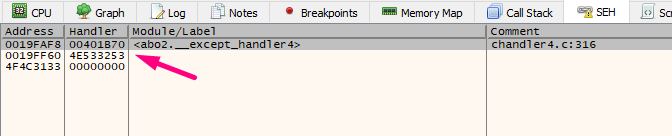 CPU Graph Log Notes Breakpoints Memory Map Call Stack SEH Scr
Address Handler Module/Label Comment
0019FAF8 00401B70 <abo2.__except_handler4> chandler4.c:316
0019FF60 4E533253
4F4C3133 00000000